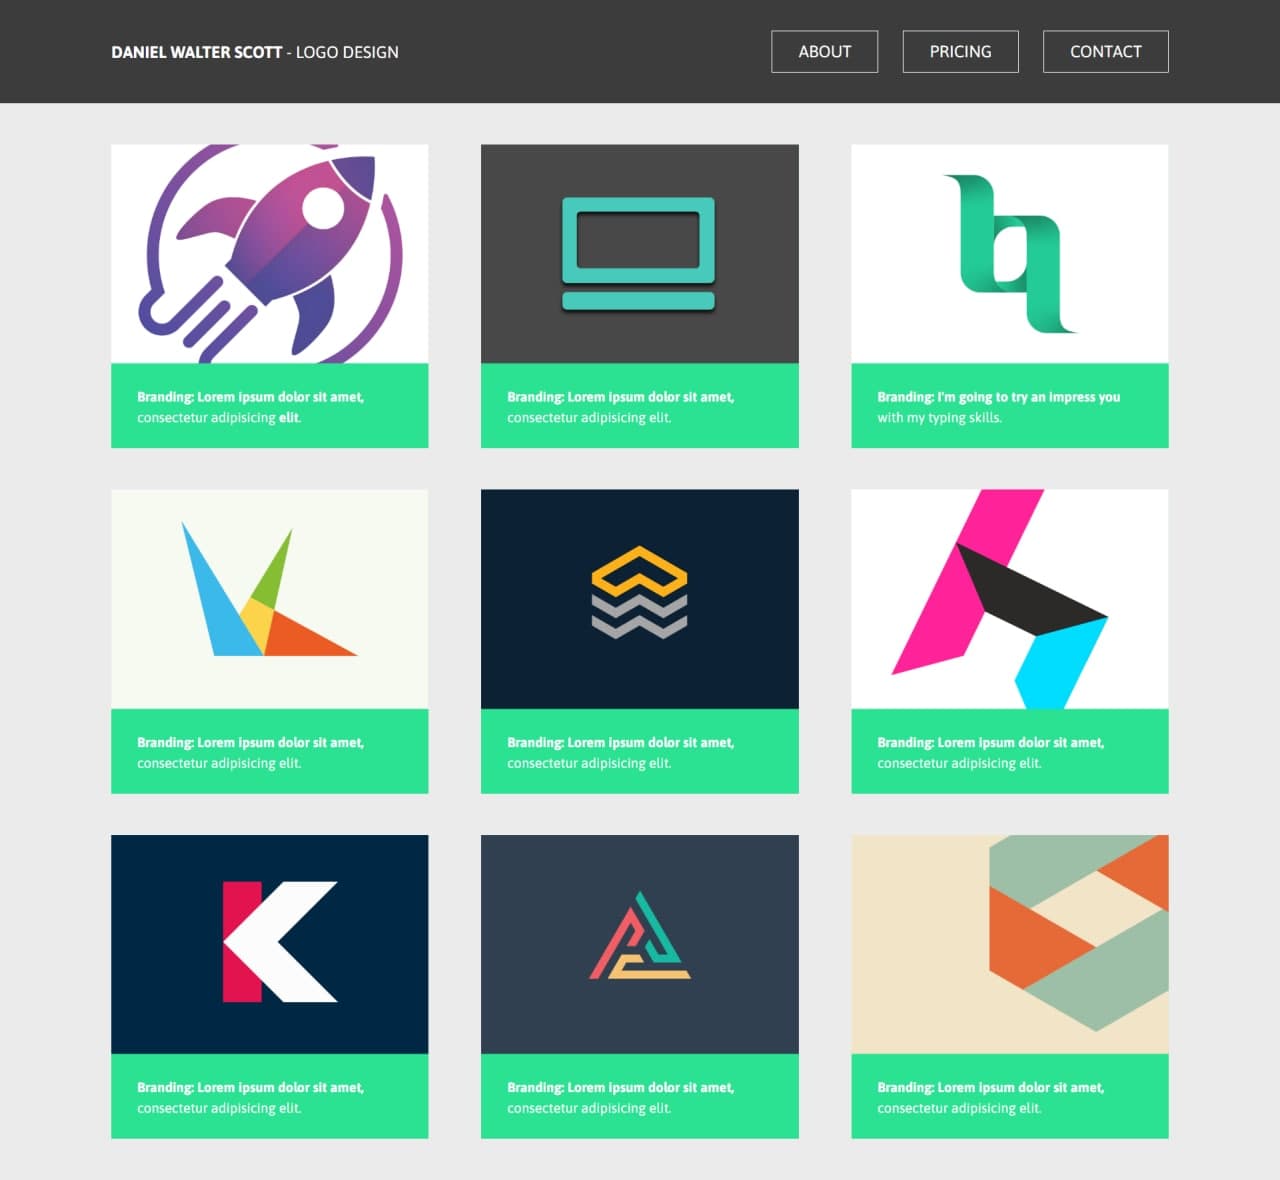 DANIEL WALTER SCOTT - LOGO DESIGN
ABOUT
PRICING
CONTACT
Branding: Lorem ipsum dolor sit amet,
consectetur adipisicing elit.
Branding: Lorem ipsum dolor sit amet,
consectetur adipisicing elit.
Branding: I'm going to try an impress you
with my typing skills.
Branding: Lorem ipsum dolor sit amet,
consectetur adipisicing elit.
Branding: Lorem ipsum dolor sit amet,
consectetur adipisicing elit.
Branding: Lorem ipsum dolor sit amet,
consectetur adipisicing elit.
K
Branding: Lorem ipsum dolor sit amet,
consectetur adipisicing elit.
Branding: Lorem ipsum dolor sit amet,
consectetur adipisicing elit.
Branding: Lorem ipsum dolor sit amet,
consectetur adipisicing elit.